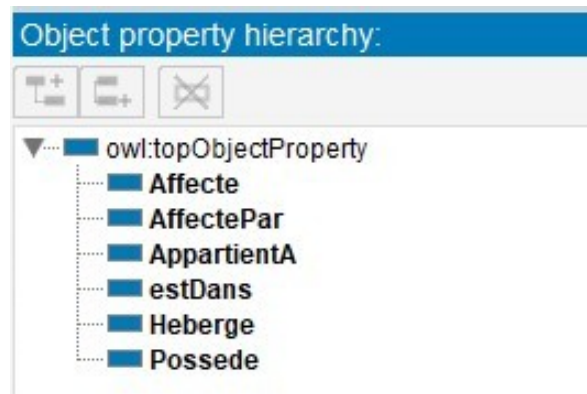 Object property hierarchy:
owl:topObjectProperty
Affecte
AffectePar
AppartientA
estDans
Heberge
Possede